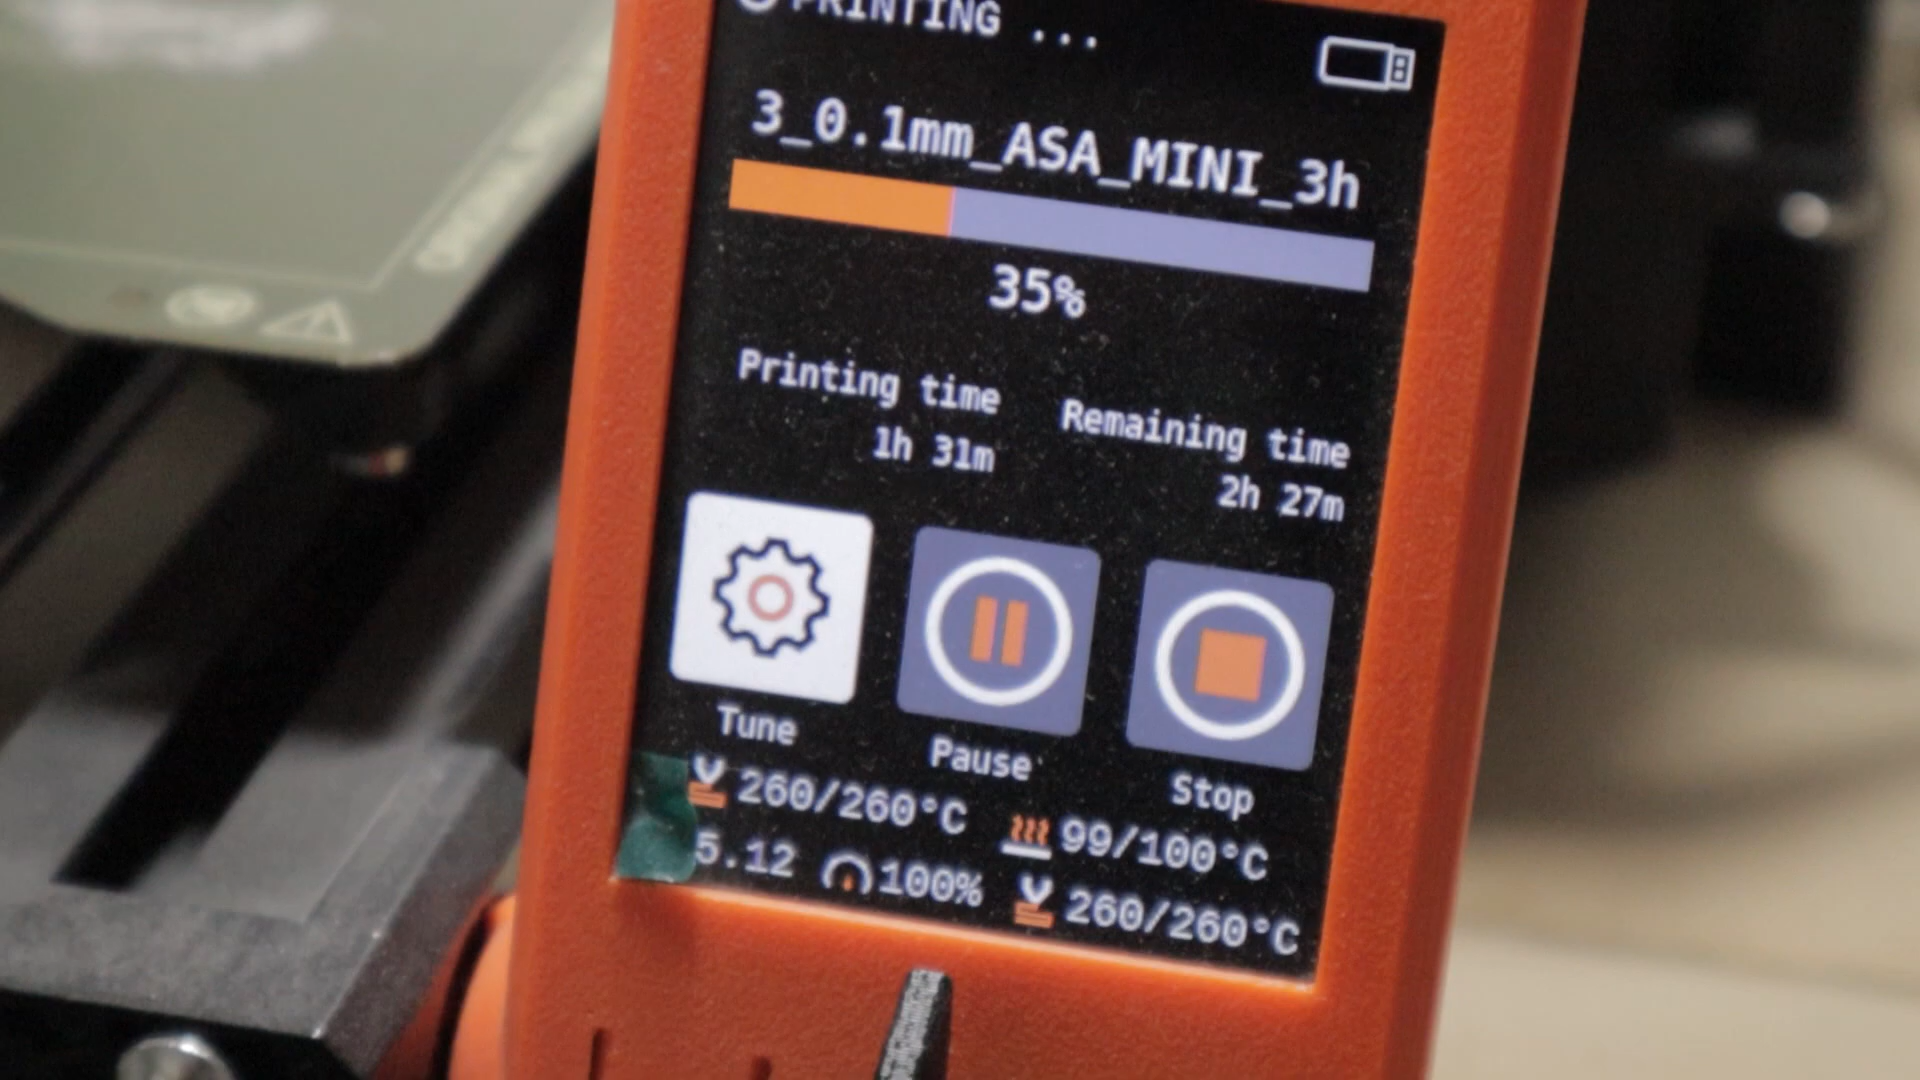 PRINTING ...
3_0.1mm_ASA_MINI_3h
35%
Printing time
1h 31m
Remaining time
2h 27m
Tune
Pause
Stop
260/260°C
99/100°C
5.12
100%
260/260°C